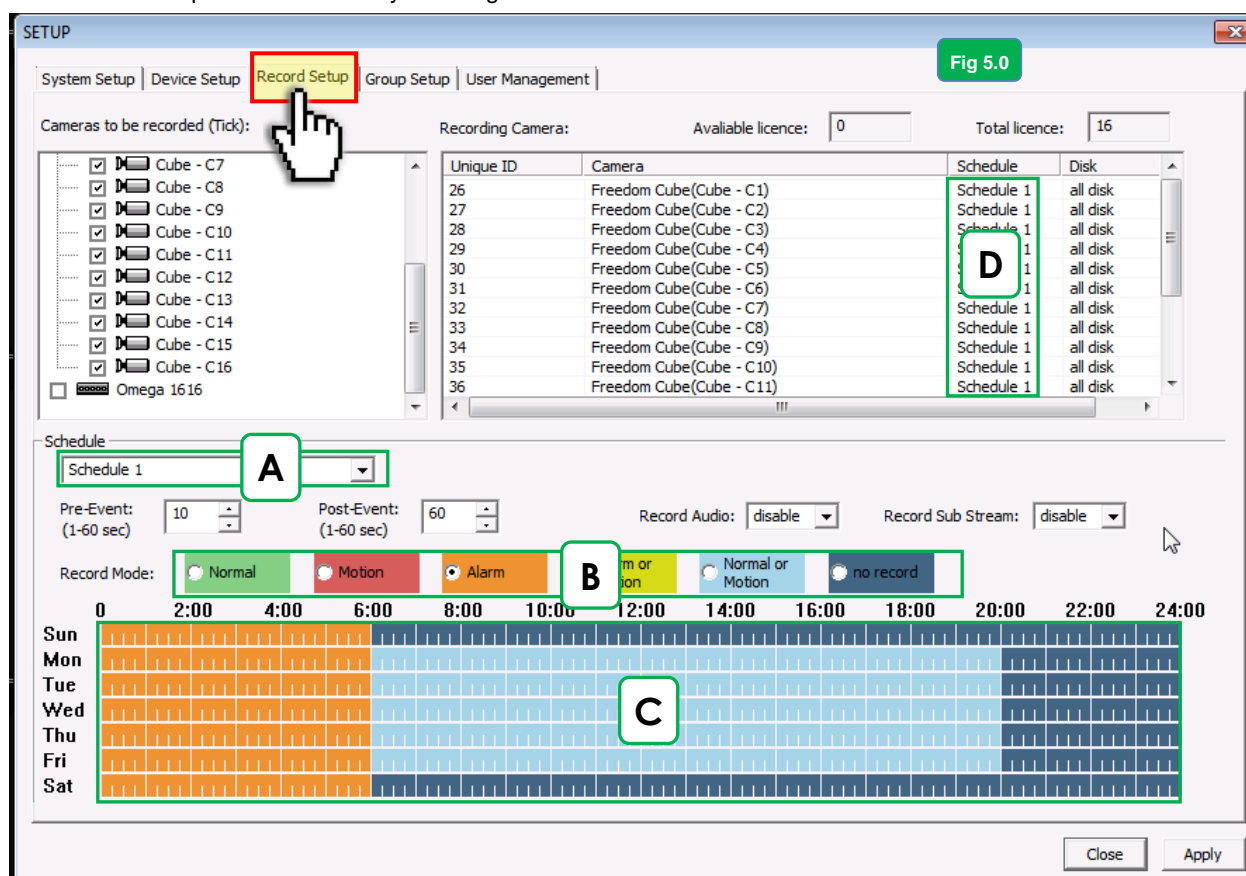 SETUP
Fig 5.0
System Setup Device Setup Record Setup Group Setup User Management
Cameras to be recorded (Tick): Recording Camera: Avaliable licence: 0 Total licence: 16
Cube - C7
Cube - C8
Cube - C9
Cube - C10
Cube - C11
Cube - C12
Cube - C13
Cube - C14
Cube - C15
Cube - C16
Omega 1616
Unique ID Camera Schedule Disk
26 Freedom Cube(Cube - C1) Schedule 1 all disk
27 Freedom Cube(Cube - C2) Schedule 1 all disk
28 Freedom Cube(Cube - C3) Schedule 1 all disk
29 Freedom Cube(Cube - C4) 1 all disk
30 Freedom Cube(Cube - C5) 1 all disk
31 Freedom Cube(Cube - C6) 1 all disk
32 Freedom Cube(Cube - C7) Schedule 1 all disk
33 Freedom Cube(Cube - C8) Schedule 1 all disk
34 Freedom Cube(Cube - C9) Schedule 1 all disk
35 Freedom Cube(Cube - C10) Schedule 1 all disk
36 Freedom Cube(Cube - C11) Schedule 1 all disk
D
Schedule
Schedule 1 A
Pre-Event: 10 Post-Event: 60 Record Audio: disable Record Sub Stream: disable
(1-60 sec) (1-60 sec)
Record Mode: Normal Motion Alarm B or Normal or Motion no record
0 2:00 4:00 6:00 8:00 10:00 12:00 14:00 16:00 18:00 20:00 22:00 24:00
Sun
Mon
Tue
Wed
Thu
Fri
Sat
C
Close Apply